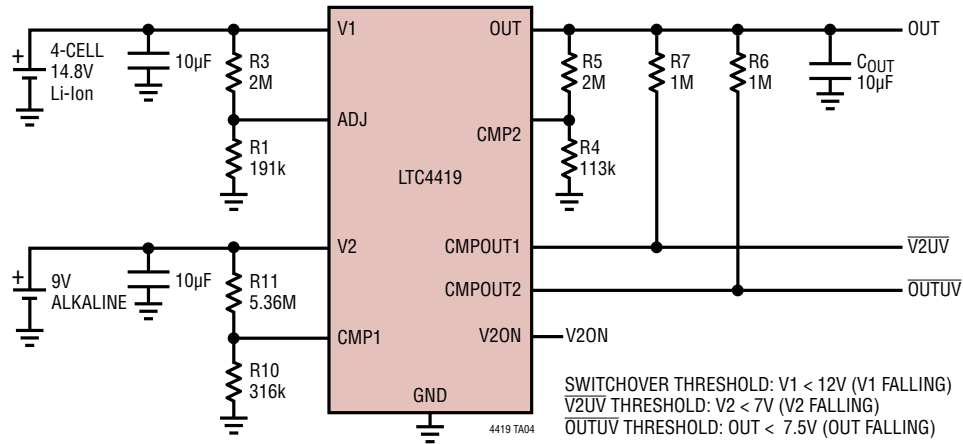 V1
OUT
OUT
4-CELL
14.8V
Li-Ion
10µF
R3
2M
R5
2M
R7
1M
R6
1M
COUT
10µF
ADJ
CMP2
R1
191k
R4
113k
LTC4419
V2
CMPOUT1
V2UV
9V
ALKALINE
10µF
R11
5.36M
CMPOUT2
OUTUV
CMP1
V2ON
V2ON
R10
316k
GND
4419 TA04
SWITCHOVER THRESHOLD: V1 < 12V (V1 FALLING)
V2UV THRESHOLD: V2 < 7V (V2 FALLING)
OUTUV THRESHOLD: OUT < 7.5V (OUT FALLING)